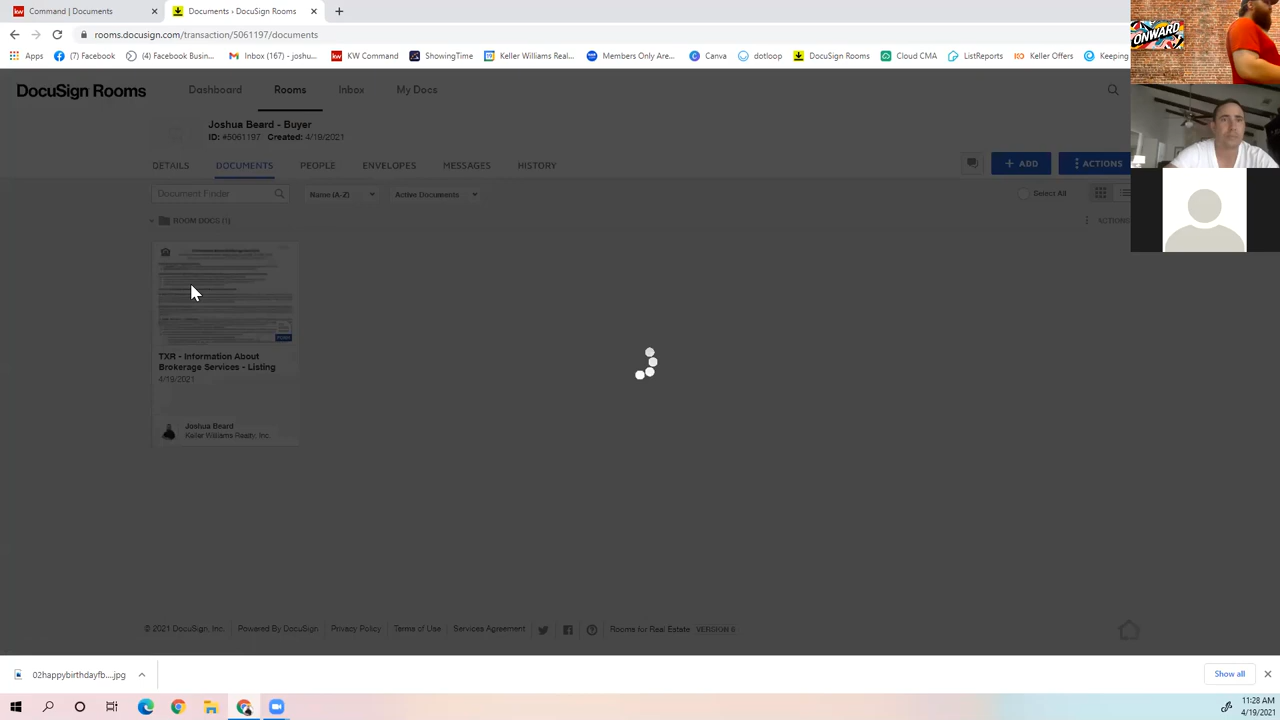 Command | Documents
Documents › DocuSign Rooms
rooms.docusign.com/transaction/5061197/documents
Apps
(7) Facebook
(4) Facebook Busin...
Inbox (167) - joshu...
KW Command
ShowingTime
Keller Williams Real...
Members Only Are...
Canva
dotloop
DocuSign Rooms
Cloud CMA
ListReports
Keller Offers
Keeping
ONWARD
DocuSign Rooms
Dashboard
Rooms
Inbox
My Docs
Joshua Beard - Buyer
ID: #5061197 Created: 4/19/2021
DETAILS
DOCUMENTS
PEOPLE
ENVELOPES
MESSAGES
HISTORY
+ ADD
ACTIONS
Document Finder
Name (A-Z)
Active Documents
Select All
ROOM DOCS (1)
ACTIONS
TXR - Information About
Brokerage Services - Listing
4/19/2021
Joshua Beard
Keller Williams Realty, Inc.
© 2021 DocuSign, Inc.
Powered By DocuSign
Privacy Policy
Terms of Use
Services Agreement
Rooms for Real Estate
VERSION 6
02happybirthdayfb....jpg
Show all
11:28 AM
4/19/2021